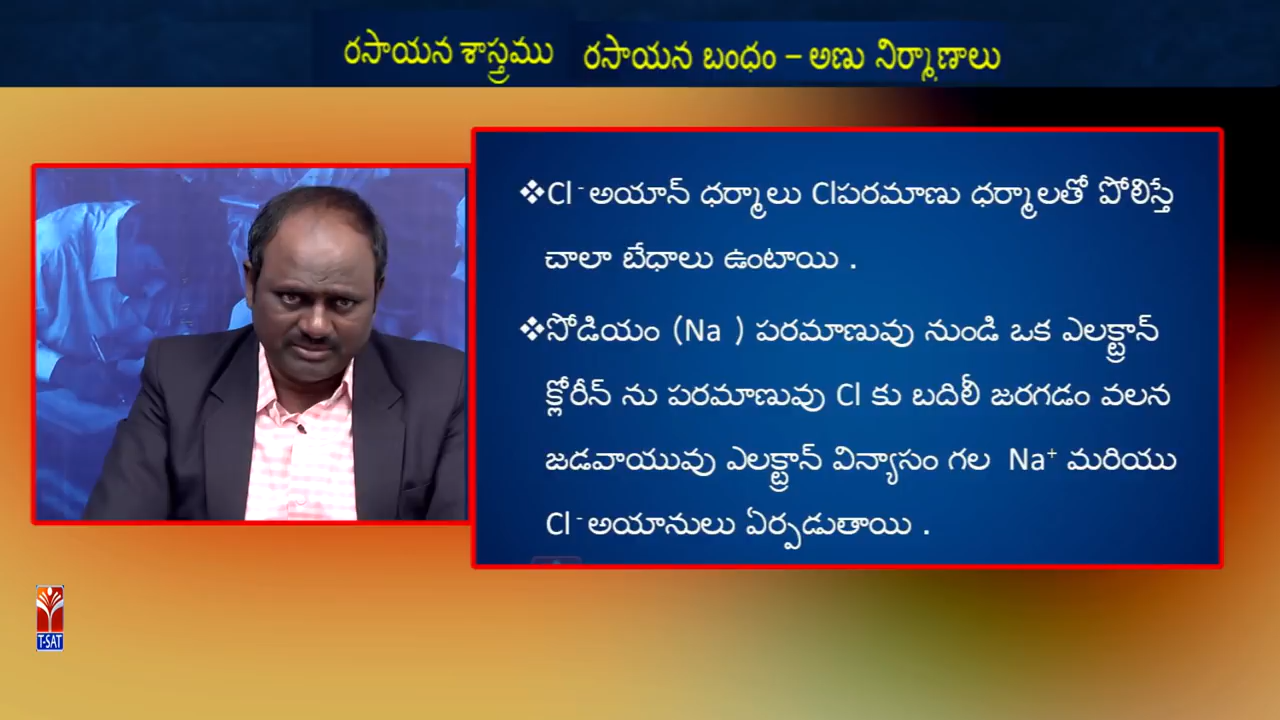 రసాయన శాస్త్రము రసాయన బంధం – అణు నిర్మాణాలు
❖Cl⁻ అయాన్ ధర్మాలు Clపరమాణు ధర్మాలతో పోలిస్తే
చాలా బేధాలు ఉంటాయి .
❖సోడియం (Na ) పరమాణువు నుండి ఒక ఎలక్ట్రాన్
క్లోరీన్ ను పరమాణువు Cl కు బదిలీ జరగడం వలన
జడవాయువు ఎలక్ట్రాన్ విన్యాసం గల Na⁺ మరియు
Cl⁻ అయానులు ఏర్పడుతాయి .
T-SAT